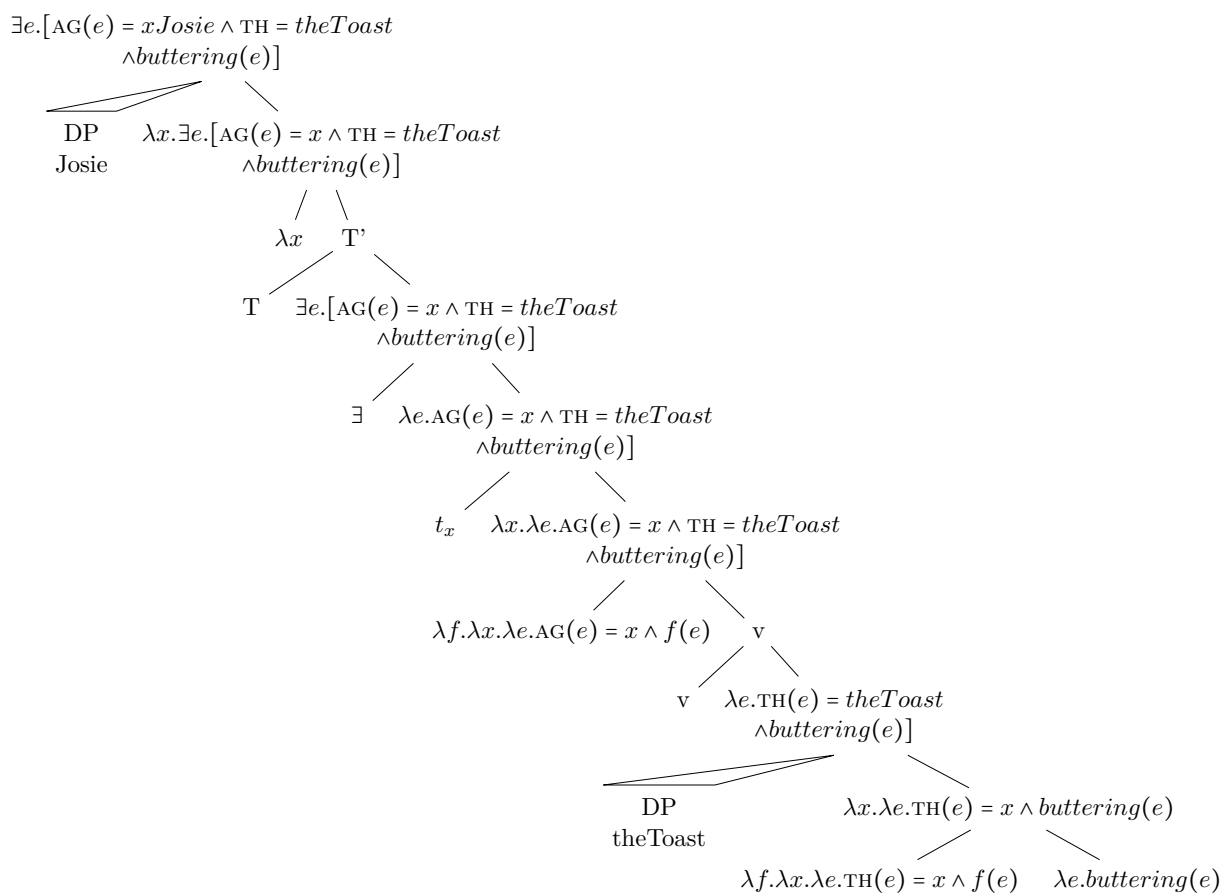 ∃e.[AG(e) = xJosie ∧ TH = theToast
∧buttering(e)]
DP
Josie
λx.∃e.[AG(e) = x ∧ TH = theToast
∧buttering(e)]
λx T'
T ∃e.[AG(e) = x ∧ TH = theToast
∧buttering(e)]
∃ λe.AG(e) = x ∧ TH = theToast
∧buttering(e)]
tₓ λx.λe.AG(e) = x ∧ TH = theToast
∧buttering(e)]
λf.λx.λe.AG(e) = x ∧ f(e) v
v λe.TH(e) = theToast
∧buttering(e)]
DP
theToast
λx.λe.TH(e) = x ∧ buttering(e)
λf.λx.λe.TH(e) = x ∧ f(e) λe.buttering(e)